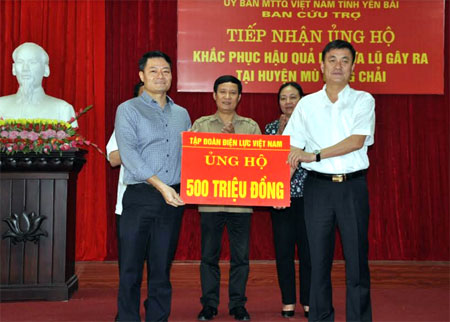 ỦY BAN MTTQ VIỆT NAM TỈNH YÊN BÁI
BAN CỨU TRỢ
TIẾP NHẬN ỦNG HỘ
KHẮC PHỤC HẬU QUẢ LŨ GÂY RA
TẠI HUYỆN MÙ CHẢI
TẬP ĐOÀN ĐIỆN LỰC VIỆT NAM
ỦNG HỘ
500 TRIỆU ĐỒNG